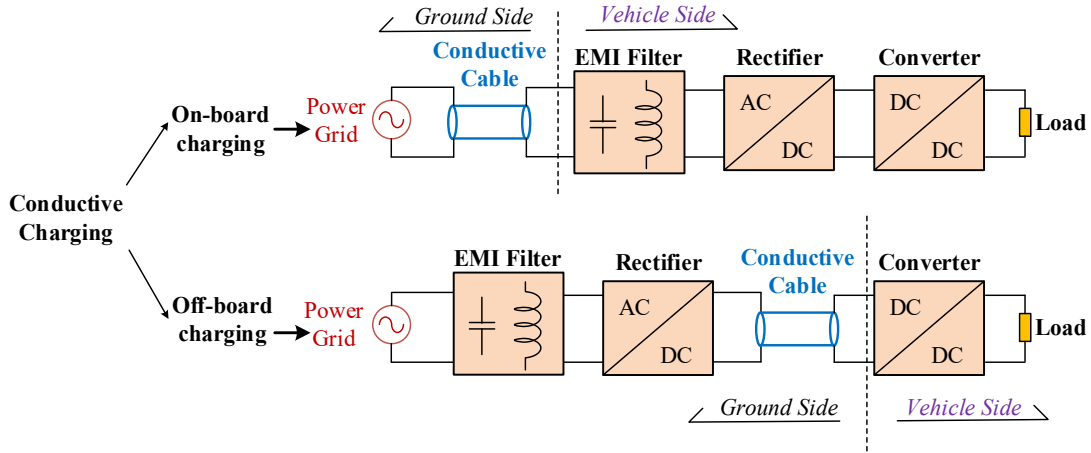 Ground Side
Vehicle Side
Conductive
Cable
EMI Filter
Rectifier
Converter
On-board
charging
Power
Grid
AC
DC
DC
DC
Load
Conductive
Charging
EMI Filter
Rectifier
Conductive
Cable
Converter
Off-board
charging
Power
Grid
AC
DC
DC
DC
Load
Ground Side
Vehicle Side